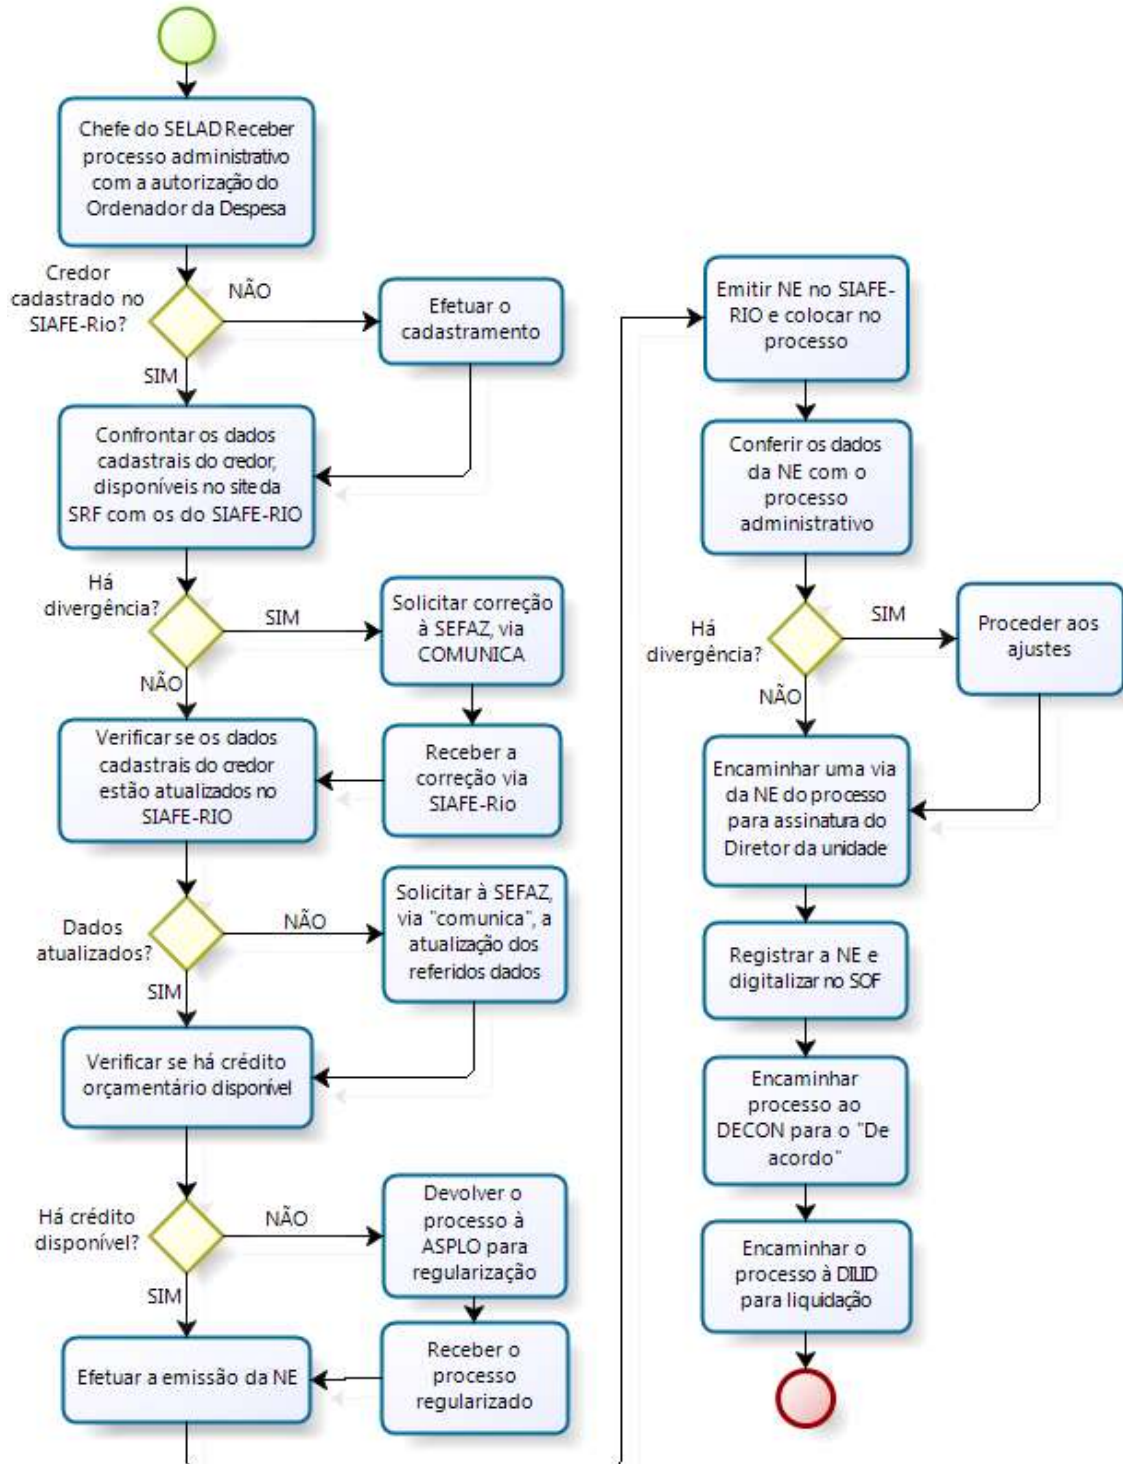 Chefe do SELAD Receber
processo administrativo
com a autorização do
Ordenador da Despesa
Credor
cadastrado no
SIAFE-Rio?
NÃO
Efetuar o
cadastramento
SIM
Confrontar os dados
cadastrais do credor,
disponíveis no site da
SRF com os do SIAFE-RIO
Há
divergência?
SIM
Solicitar correção
à SEFAZ, via
COMUNICA
NÃO
Verificar se os dados
cadastrais do credor
estão atualizados no
SIAFE-RIO
Receber a
correção via
SIAFE-Rio
Dados
atualizados?
NÃO
Solicitar à SEFAZ,
via "comunica", a
atualização dos
referidos dados
SIM
Verificar se há crédito
orçamentário disponível
Há crédito
disponível?
NÃO
Devolver o
processo à
ASPLO para
regularização
SIM
Efetuar a emissão da NE
Receber o
processo
regularizado
Emitir NE no SIAFE-
RIO e colocar no
processo
Conferir os dados
da NE com o
processo
administrativo
Há
divergência?
SIM
Proceder aos
ajustes
NÃO
Encaminhar uma via
da NE do processo
para assinatura do
Diretor da unidade
Registrar a NE e
digitalizar no SOF
Encaminhar
processo ao
DECON para o "De
acordo"
Encaminhar o
processo à DILID
para liquidação